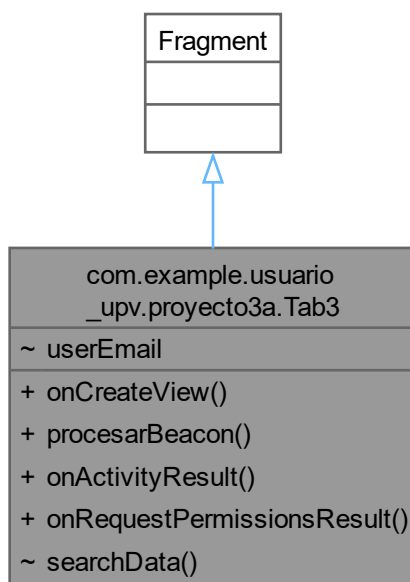 Fragment
com.example.usuario
_upv.proyecto3a.Tab3
~ userEmail
+ onCreateView()
+ procesarBeacon()
+ onActivityResult()
+ onRequestPermissionsResult()
~ searchData()